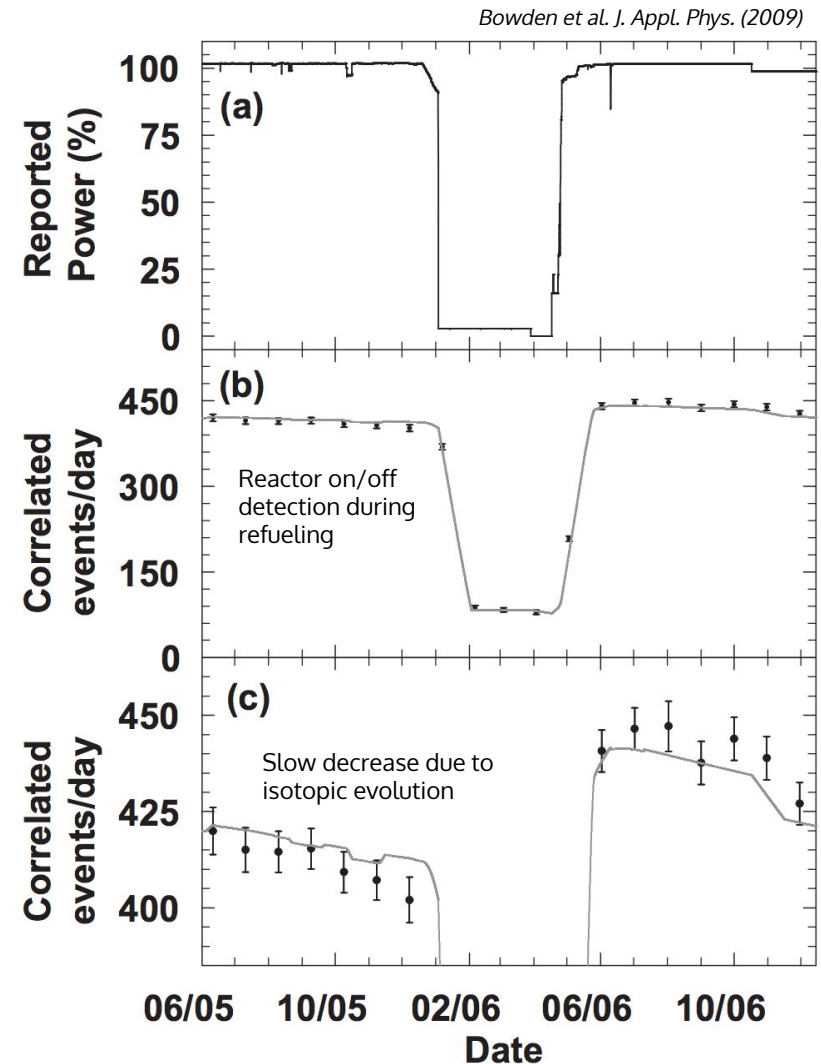 Bowden et al. J. Appl. Phys. (2009)
100
75
50
25
0
Reported
Power (%)
(a)
450
300
150
0
Correlated
events/day
(b)
Reactor on/off
detection during
refueling
450
425
400
Correlated
events/day
(c)
Slow decrease due to
isotopic evolution
06/05 10/05 02/06 06/06 10/06
Date